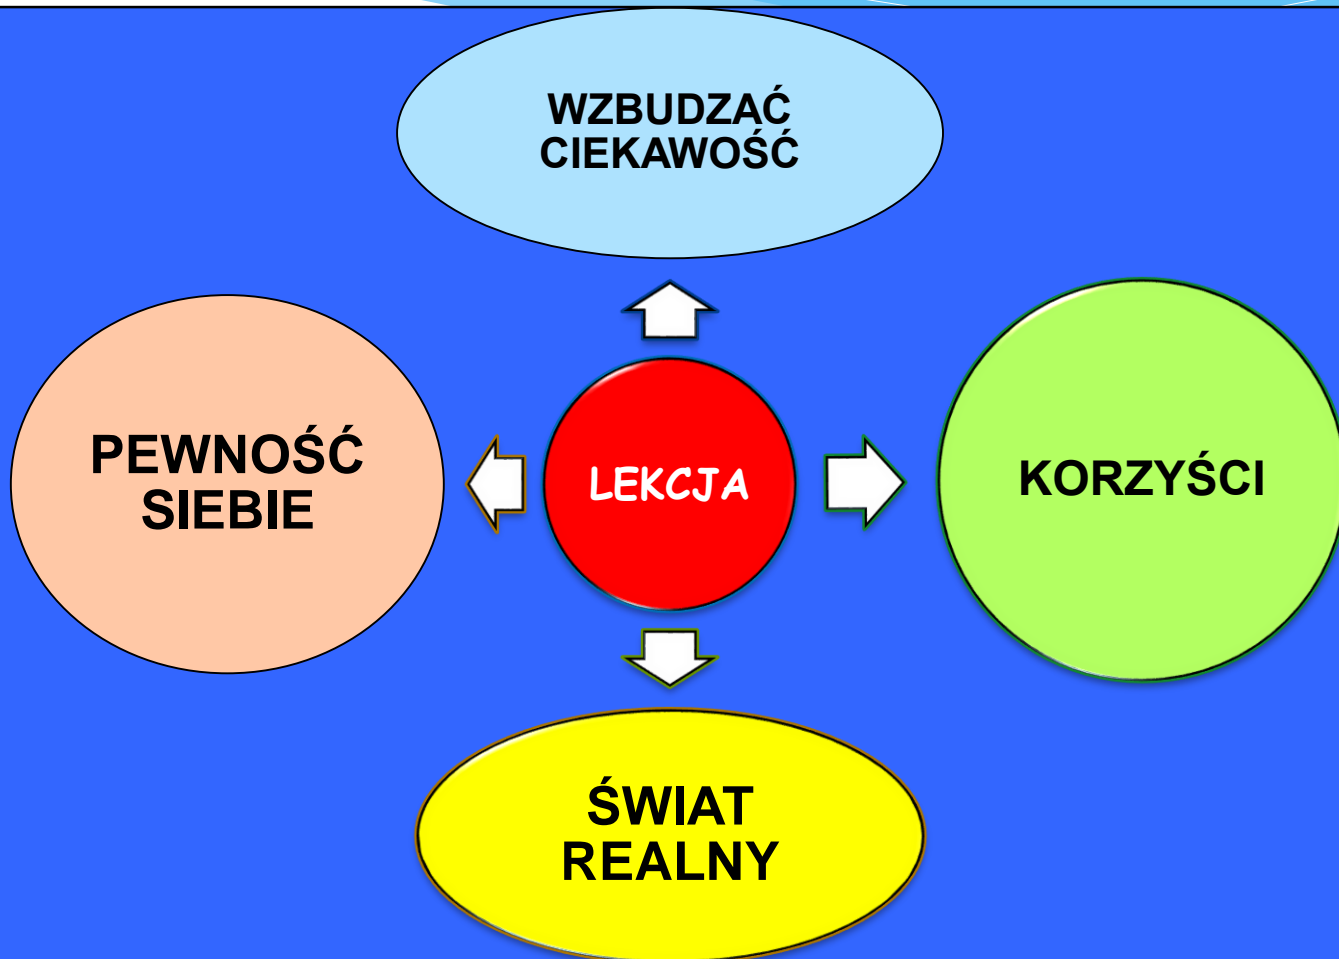 WZBUDZAĆ
CIEKAWOŚĆ
PEWNOŚĆ
SIEBIE
LEKCJA
KORZYŚCI
ŚWIAT
REALNY